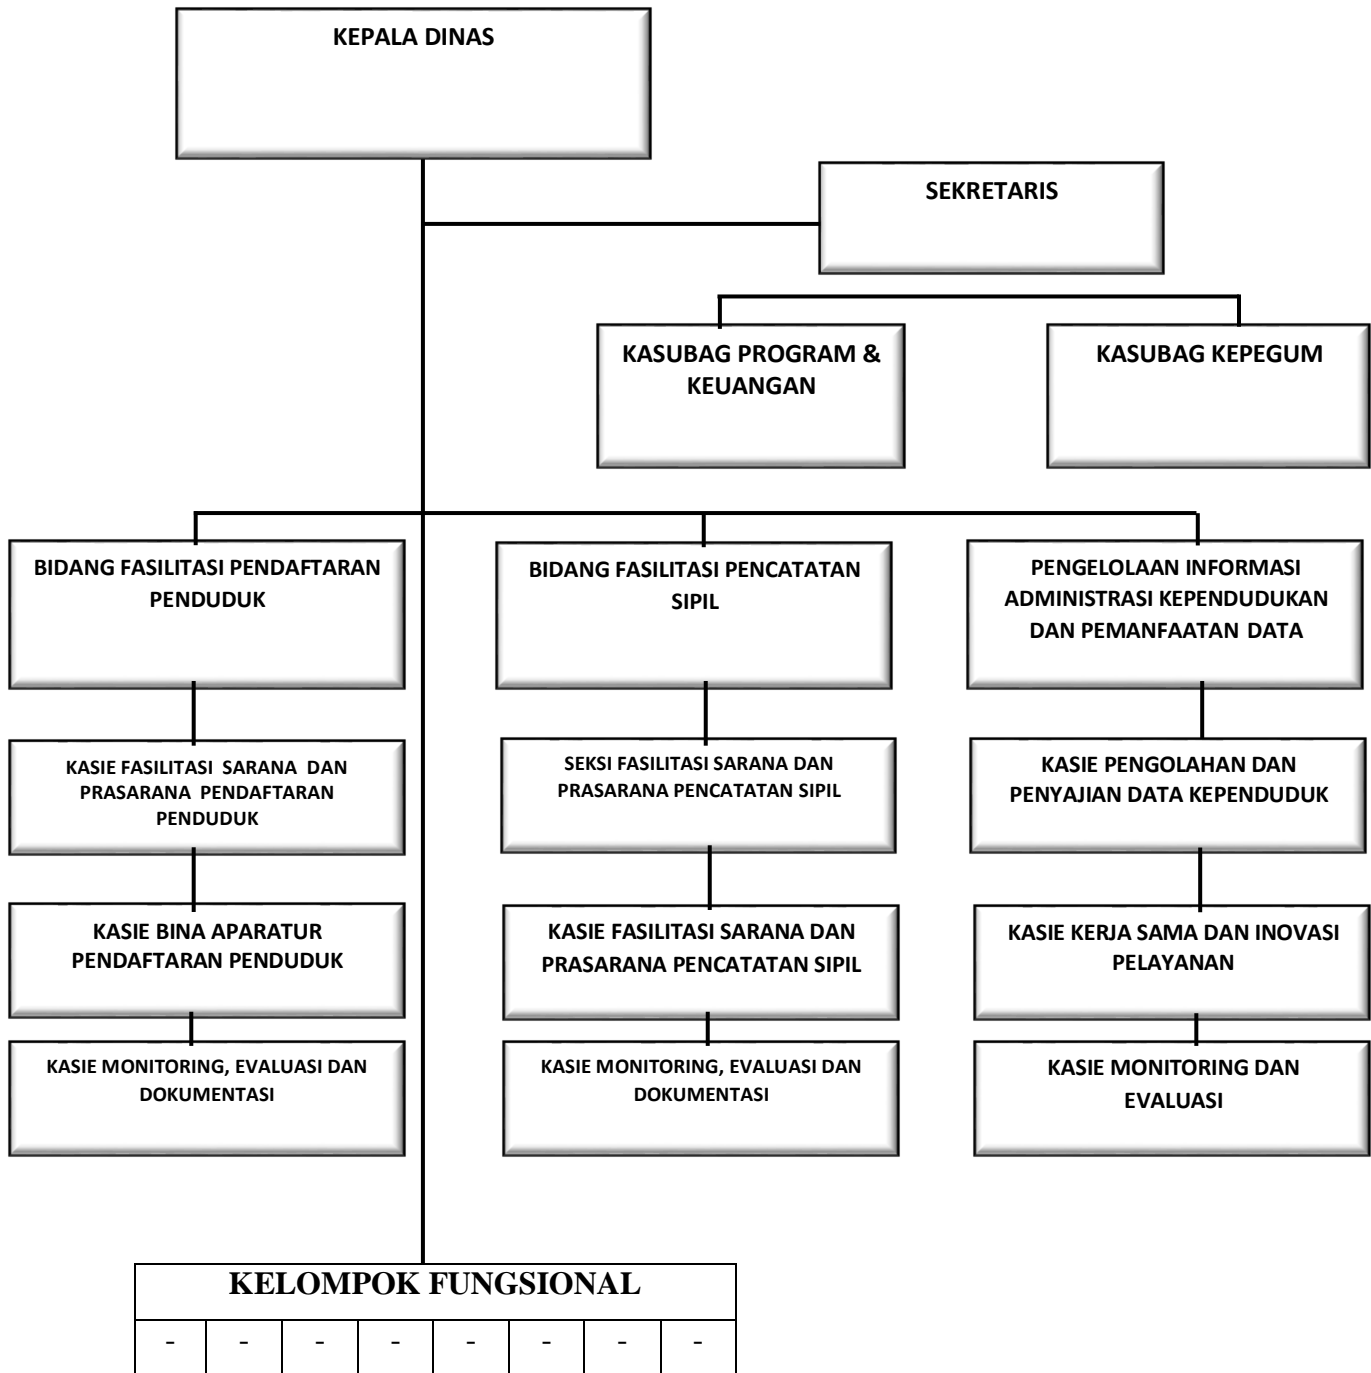 KEPALA DINAS
SEKRETARIS
KASUBAG PROGRAM &
KEUANGAN
KASUBAG KEPEGUM
BIDANG FASILITASI PENDAFTARAN
PENDUDUK
BIDANG FASILITASI PENCATATAN
SIPIL
PENGELOLAAN INFORMASI
ADMINISTRASI KEPENDUDUKAN
DAN PEMANFAATAN DATA
KASIE FASILITASI SARANA DAN
PRASARANA PENDAFTARAN
PENDUDUK
SEKSI FASILITASI SARANA DAN
PRASARANA PENCATATAN SIPIL
KASIE PENGOLAHAN DAN
PENYAJIAN DATA KEPENDUDUK
KASIE BINA APARATUR
PENDAFTARAN PENDUDUK
KASIE FASILITASI SARANA DAN
PRASARANA PENCATATAN SIPIL
KASIE KERJA SAMA DAN INOVASI
PELAYANAN
KASIE MONITORING, EVALUASI DAN
DOKUMENTASI
KASIE MONITORING, EVALUASI DAN
DOKUMENTASI
KASIE MONITORING DAN
EVALUASI
KELOMPOK FUNGSIONAL
- - - - - - - -